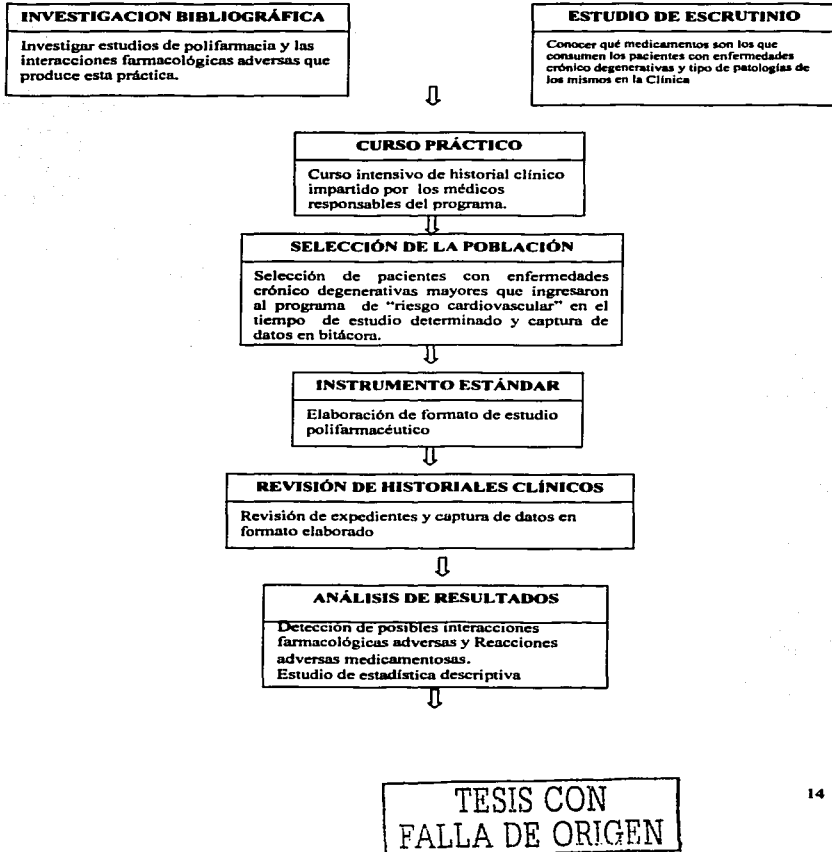 INVESTIGACION BIBLIOGRÁFICA
Investigar estudios de polifarmacia y las
interacciones farmacológicas adversas que
produce esta práctica.
ESTUDIO DE ESCRUTINIO
Conocer qué medicamentos son los que
consumen los pacientes con enfermedades
crónico degenerativas y tipo de patologías de
los mismos en la Clínica
CURSO PRÁCTICO
Curso intensivo de historial clínico
impartido por los médicos
responsables del programa.
SELECCIÓN DE LA POBLACIÓN
Selección de pacientes con enfermedades
crónico degenerativas mayores que ingresaron
al programa de "riesgo cardiovascular" en el
tiempo de estudio determinado y captura de
datos en bitácora.
INSTRUMENTO ESTÁNDAR
Elaboración de formato de estudio
polifarmacéutico
REVISIÓN DE HISTORIALES CLÍNICOS
Revisión de expedientes y captura de datos en
formato elaborado
ANÁLISIS DE RESULTADOS
Detección de posibles interacciones
farmacológicas adversas y Reacciones
adversas medicamentosas.
Estudio de estadística descriptiva
TESIS CON
FALLA DE ORIGEN
14